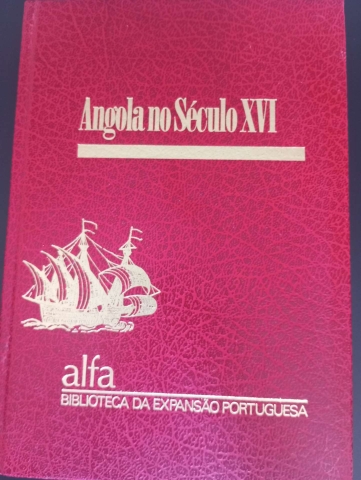 Angola no Século XVI
alfa
BIBLIOTECA DA EXPANSÃO PORTUGUESA